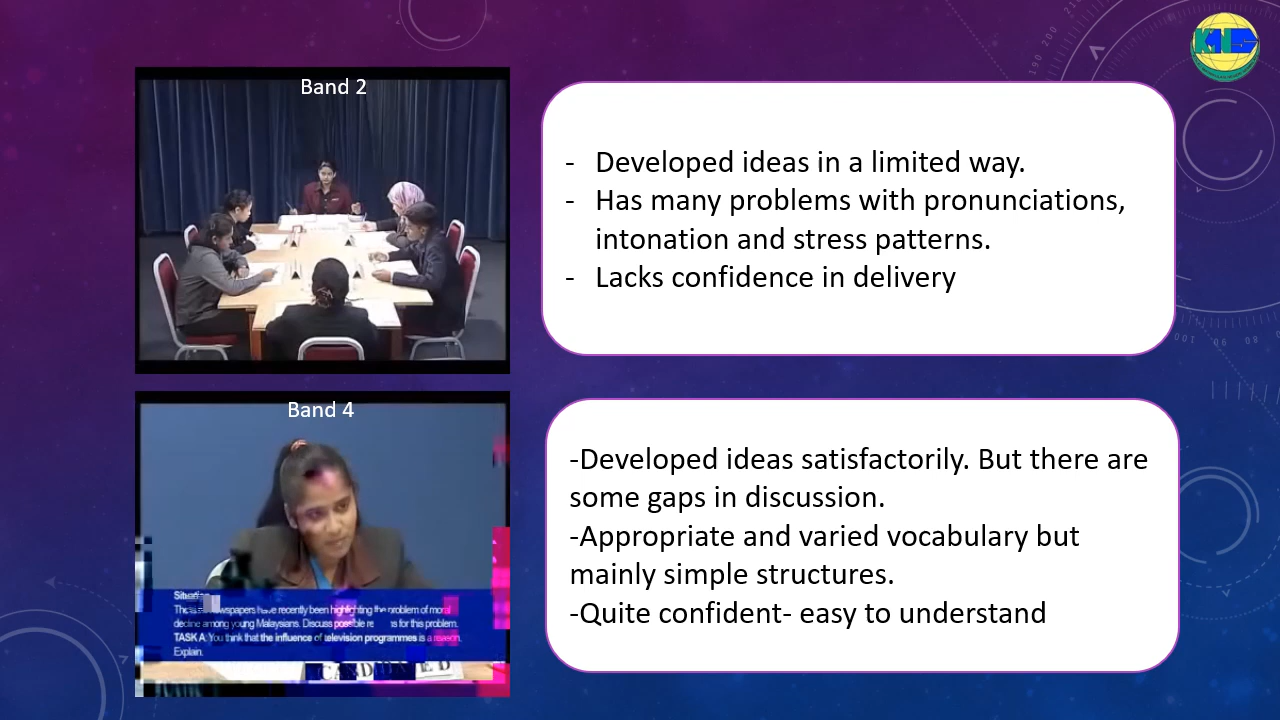 Band 2
- Developed ideas in a limited way.
- Has many problems with pronunciations,
intonation and stress patterns.
- Lacks confidence in delivery
Band 4
-Developed ideas satisfactorily. But there are
some gaps in discussion.
-Appropriate and varied vocabulary but
mainly simple structures.
-Quite confident- easy to understand
newspapers have recently been highlighting the problem of moral
decline among young Malaysians. Discuss possible for this problem.
TASK A: You think that the influence of television programmes is a reason.
Explain.